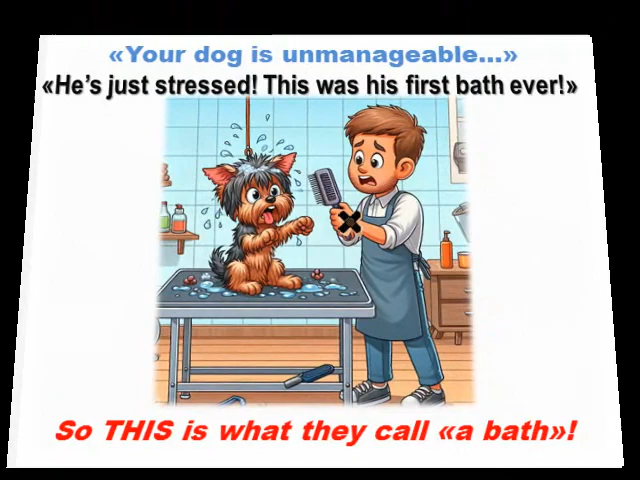 «Your dog is unmanageable...»
«He's just stressed! This was his first bath ever!»
So THIS is what they call «a bath»!